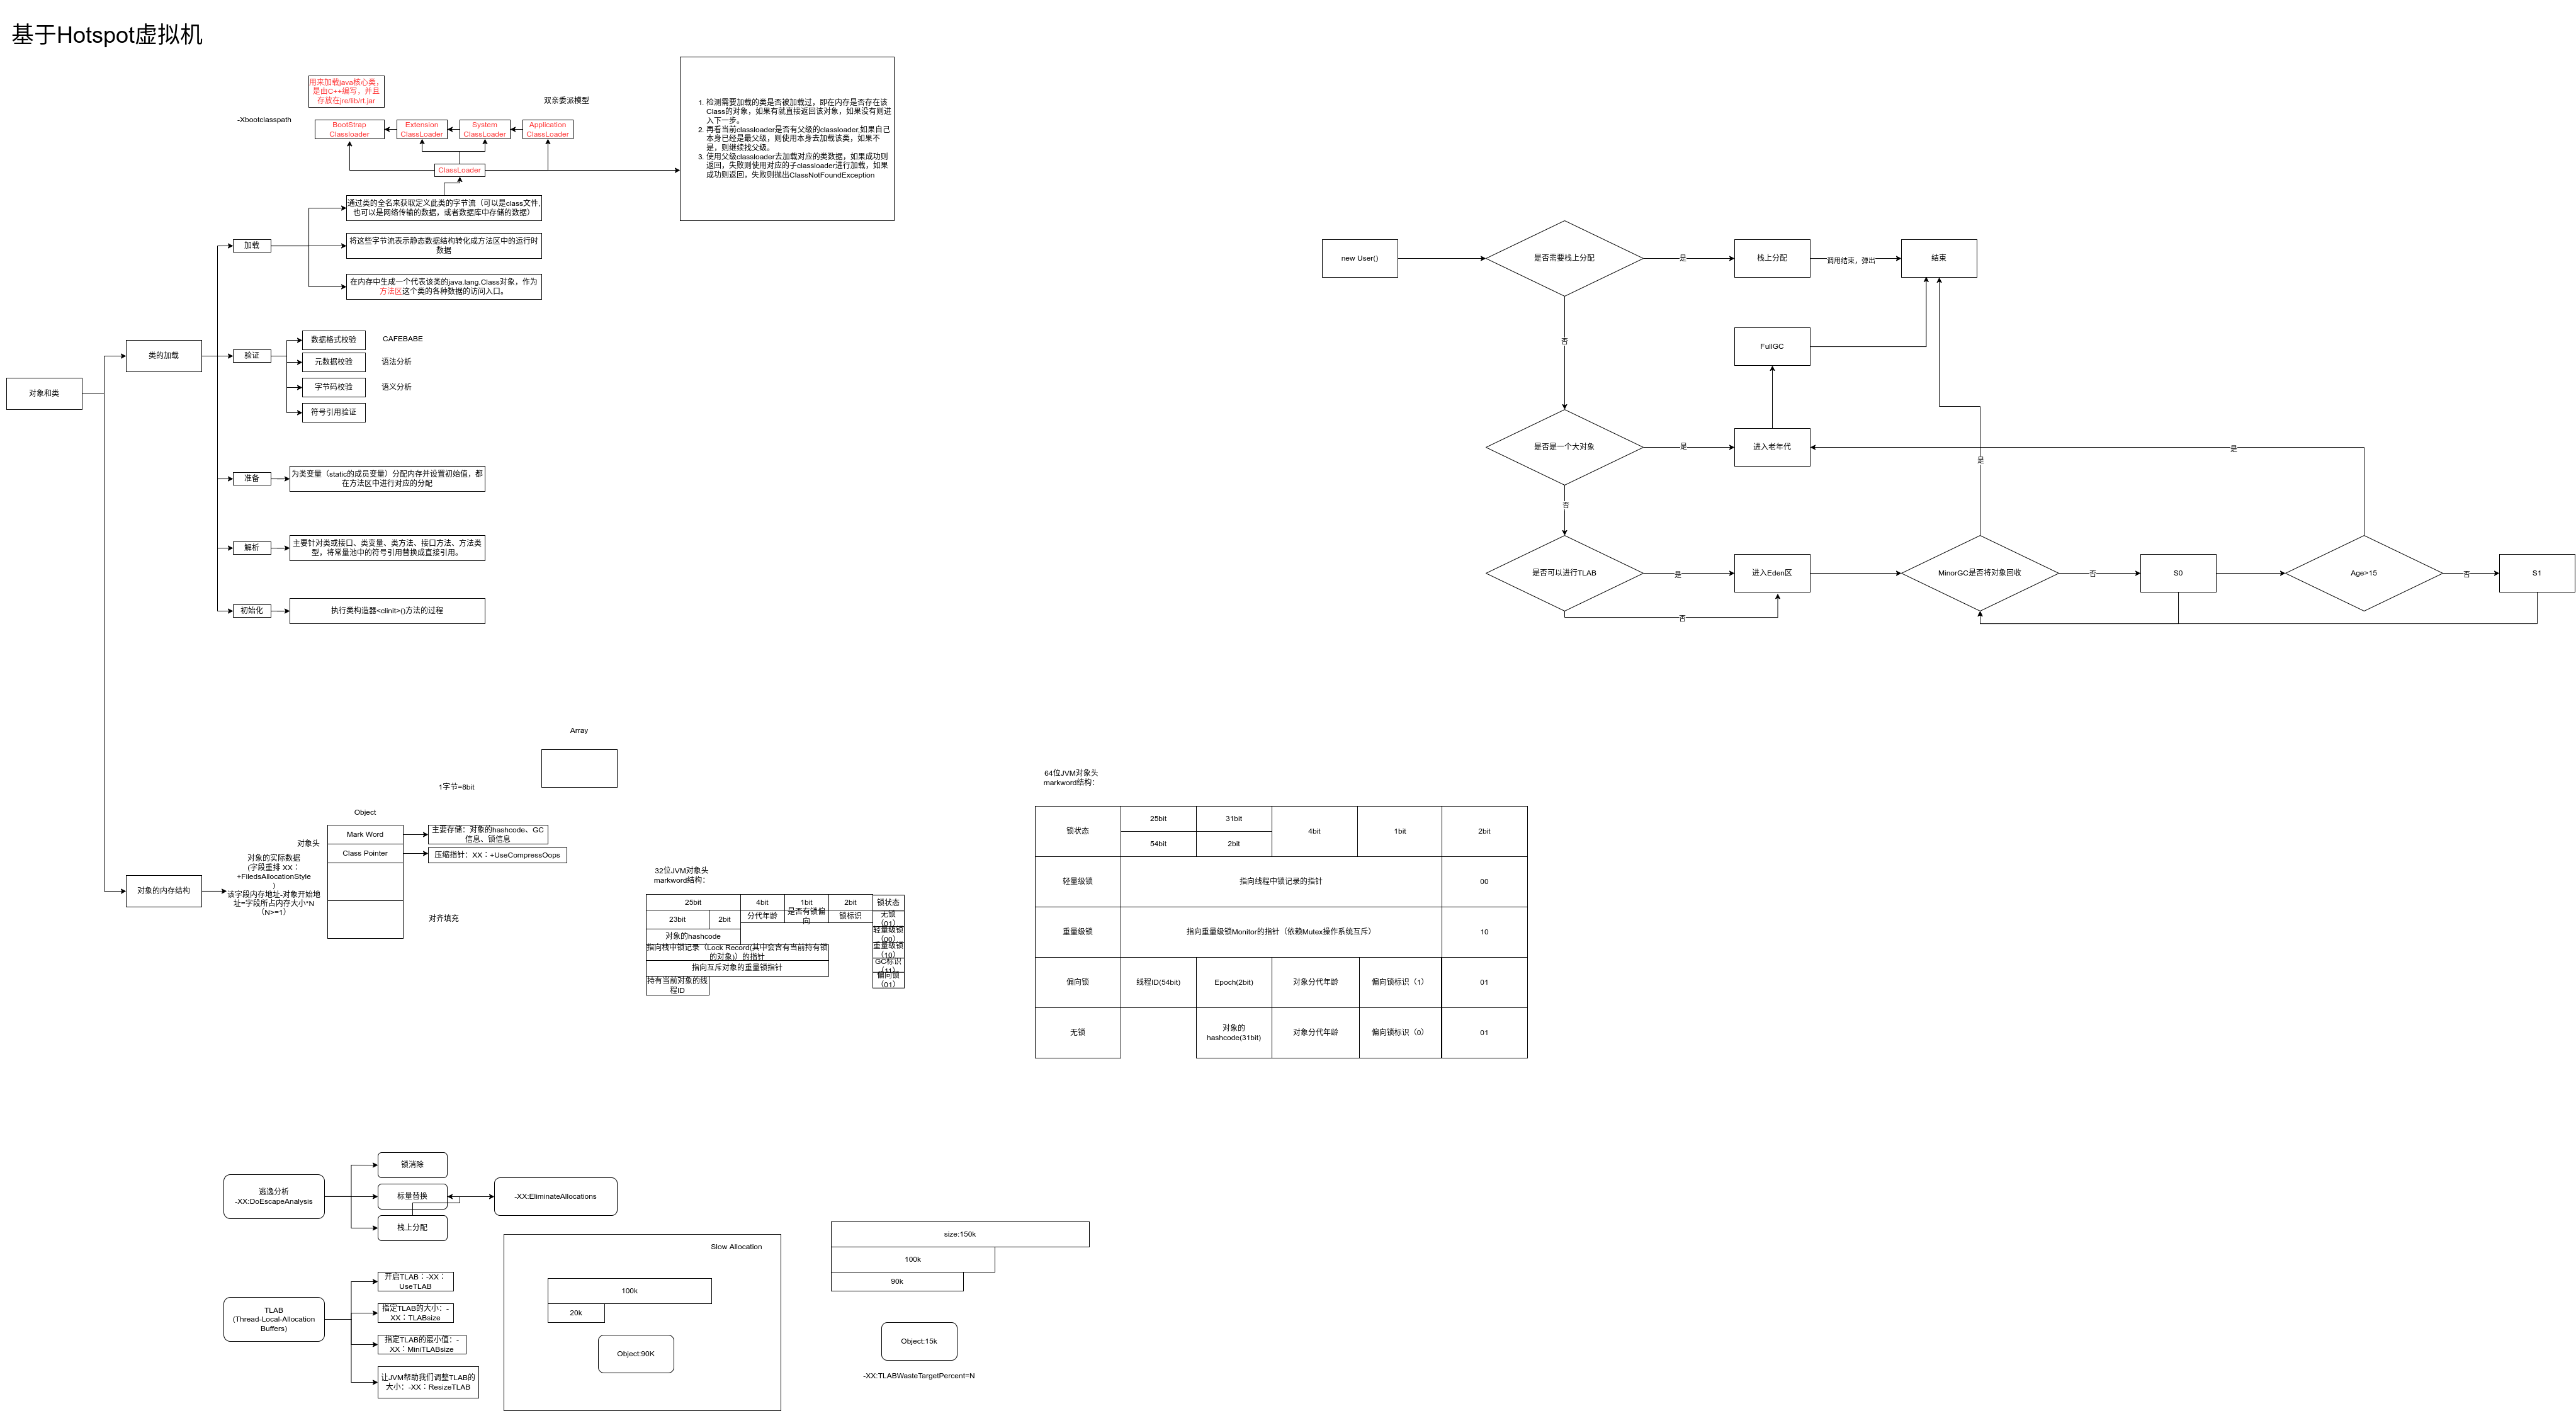 基于Hotspot虚拟机
用来加载java核心类，
是由C++编写，并且
存放在jre/lib/rt.jar
双亲委派模型
-Xbootclasspath
BootStrap
Classloader
Extension
ClassLoader
System
ClassLoader
Application
ClassLoader
ClassLoader
1. 检测需要加载的类是否被加载过，即在内存是否存在该
Class的对象，如果有就直接返回该对象，如果没有则进
入下一步。
2. 再看当前classloader是否有父级的classloader,如果自己
本身已经是最父级，则使用本身去加载该类，如果不
是，则继续找父级。
3. 使用父级classloader去加载对应的类数据，如果成功则
返回，失败则使用对应的子classloader进行加载，如果
成功则返回，失败则抛出ClassNotFoundException
通过类的全名来获取定义此类的字节流（可以是class文件,
也可以是网络传输的数据，或者数据库中存储的数据）
加载
将这些字节流表示静态数据结构转化成方法区中的运行时
数据
在内存中生成一个代表该类的java.lang.Class对象，作为
方法区这个类的各种数据的访问入口。
类的加载
验证
数据格式校验
CAFEBABE
元数据校验
语法分析
字节码校验
语义分析
符号引用验证
对象和类
准备
为类变量（static的成员变量）分配内存并设置初始值，都
在方法区中进行对应的分配
解析
主要针对类或接口、类变量、类方法、接口方法、方法类
型，将常量池中的符号引用替换成直接引用。
初始化
执行类构造器<clinit>()方法的过程
new User()
是否需要栈上分配
是
栈上分配
调用结束，弹出
结束
否
FullGC
是否是一个大对象
是
进入老年代
是
是
否
是否可以进行TLAB
是
进入Eden区
MinorGC是否将对象回收
否
S0
Age>15
否
S1
否
Array
1字节=8bit
Object
对象头
Mark Word
主要存储：对象的hashcode、GC
信息、锁信息
Class Pointer
压缩指针：XX：+UseCompressOops
对象的内存结构
对象的实际数据
(字段重排 XX：
+FiledsAllocationStyle
)
该字段内存地址-对象开始地
址=字段所占内存大小*N
（N>=1）
对齐填充
32位JVM对象头
markword结构：
25bit
4bit
1bit
2bit
锁状态
23bit
2bit
分代年龄
是否有锁偏
向
锁标识
无锁
（01）
对象的hashcode
轻量级锁
（00）
指向栈中锁记录（Lock Record(其中会含有当前持有锁
的对象)）的指针
重量级锁
（10）
指向互斥对象的重量锁指针
GC标识
（11）
持有当前对象的线
程ID
偏向锁
（01）
64位JVM对象头
markword结构：
锁状态
25bit
31bit
4bit
1bit
2bit
54bit
2bit
轻量级锁
指向线程中锁记录的指针
00
重量级锁
指向重量级锁Monitor的指针（依赖Mutex操作系统互斥）
10
偏向锁
线程ID(54bit)
Epoch(2bit)
对象分代年龄
偏向锁标识（1）
01
无锁
对象的
hashcode(31bit)
对象分代年龄
偏向锁标识（0）
01
逃逸分析
-XX:DoEscapeAnalysis
锁消除
标量替换
栈上分配
-XX:EliminateAllocations
TLAB
(Thread-Local-Allocation
Buffers)
开启TLAB：-XX：
UseTLAB
指定TLAB的大小：-
XX：TLABsize
指定TLAB的最小值：-
XX：MiniTLABsize
让JVM帮助我们调整TLAB的
大小：-XX：ResizeTLAB
Slow Allocation
100k
20k
Object:90K
size:150k
100k
90k
Object:15k
-XX:TLABWasteTargetPercent=N